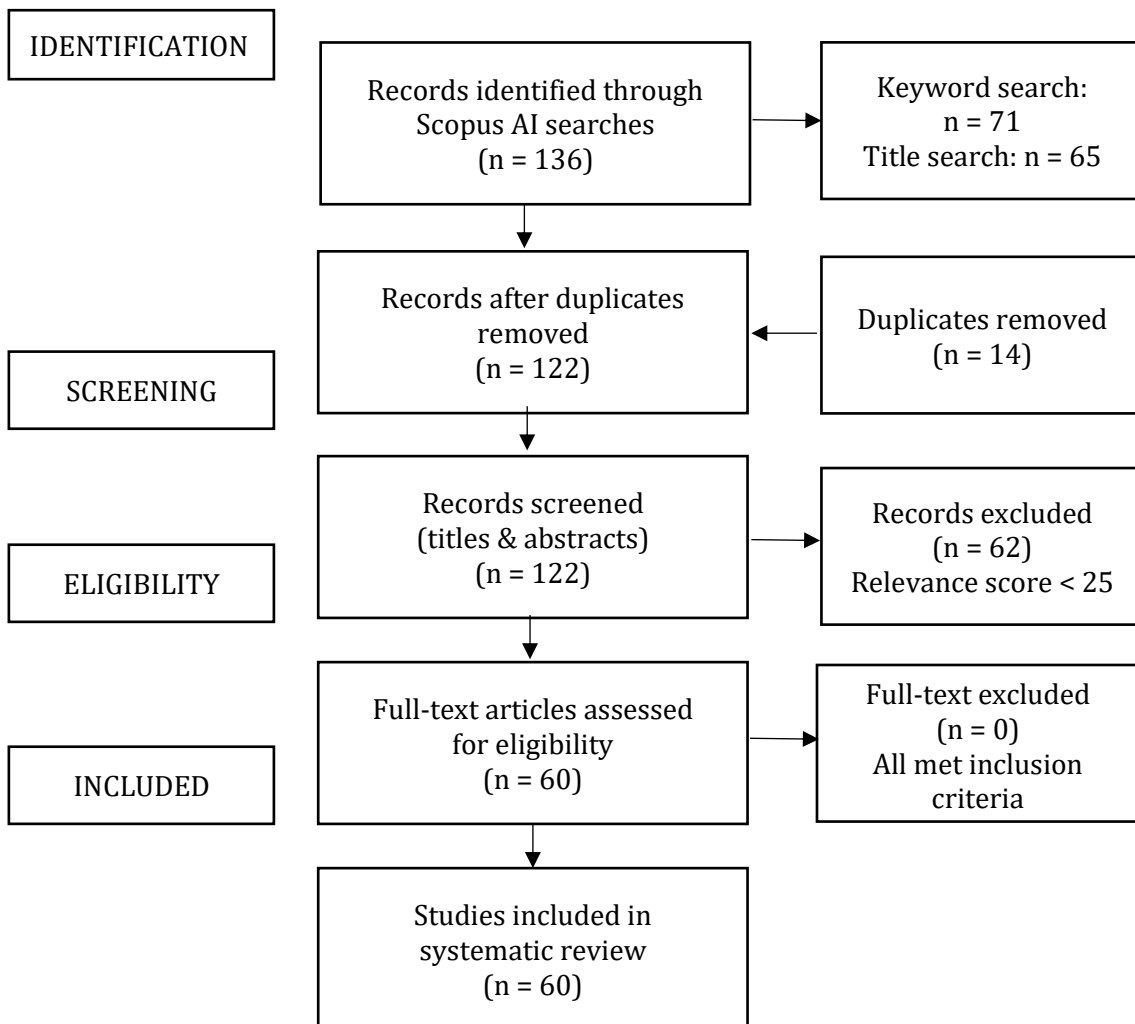 IDENTIFICATION
Records identified through
Scopus AI searches
(n = 136)
Keyword search:
n = 71
Title search: n = 65
Records after duplicates
removed
(n = 122)
Duplicates removed
(n = 14)
SCREENING
Records screened
(titles & abstracts)
(n = 122)
Records excluded
(n = 62)
Relevance score < 25
ELIGIBILITY
Full-text articles assessed
for eligibility
(n = 60)
Full-text excluded
(n = 0)
All met inclusion
criteria
INCLUDED
Studies included in
systematic review
(n = 60)